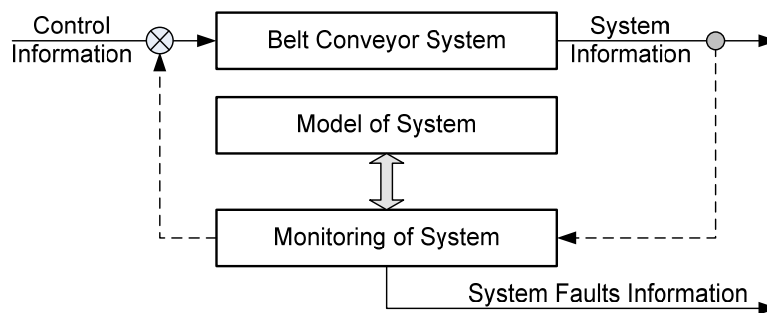 Control
Information
Belt Conveyor System
System
Information
Model of System
Monitoring of System
System Faults Information